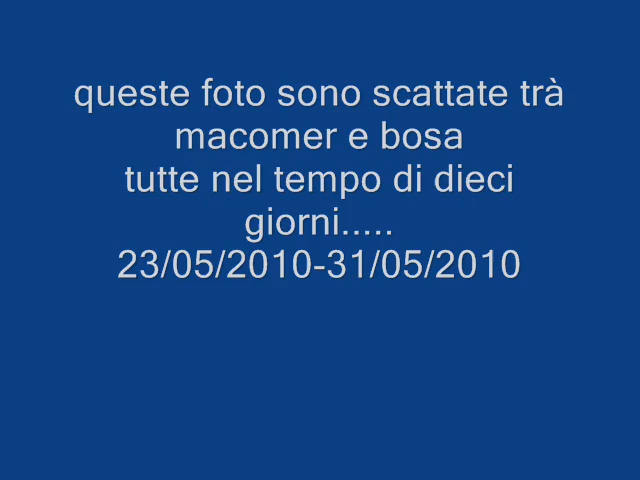 queste foto sono scattate trà
macomer e bosa
tutte nel tempo di dieci
giorni.....
23/05/2010-31/05/2010